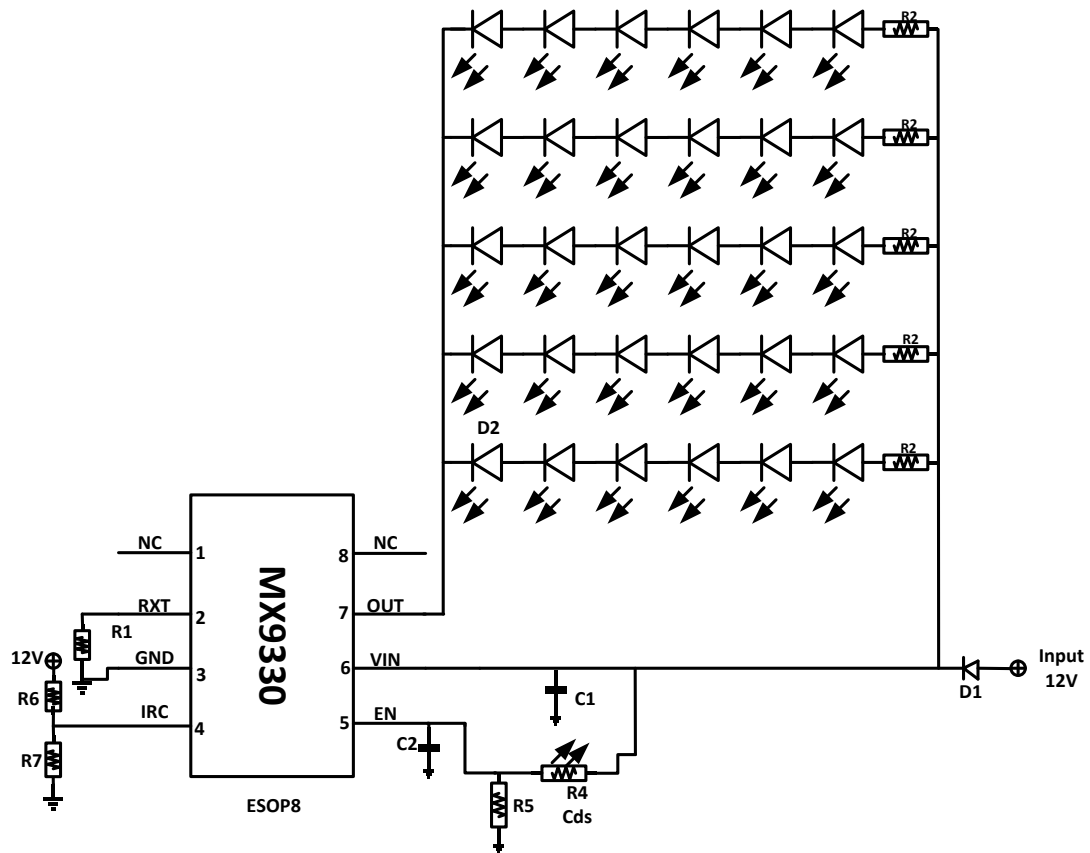 R2
R2
R2
R2
D2
R2
NC
1
8
NC
RXT
2
7
OUT
R1
12V
GND
3
6
VIN
Input
12V
D1
R6
C1
IRC
4
5
EN
C2
R7
MX9330
R4
Cds
R5
ESOP8